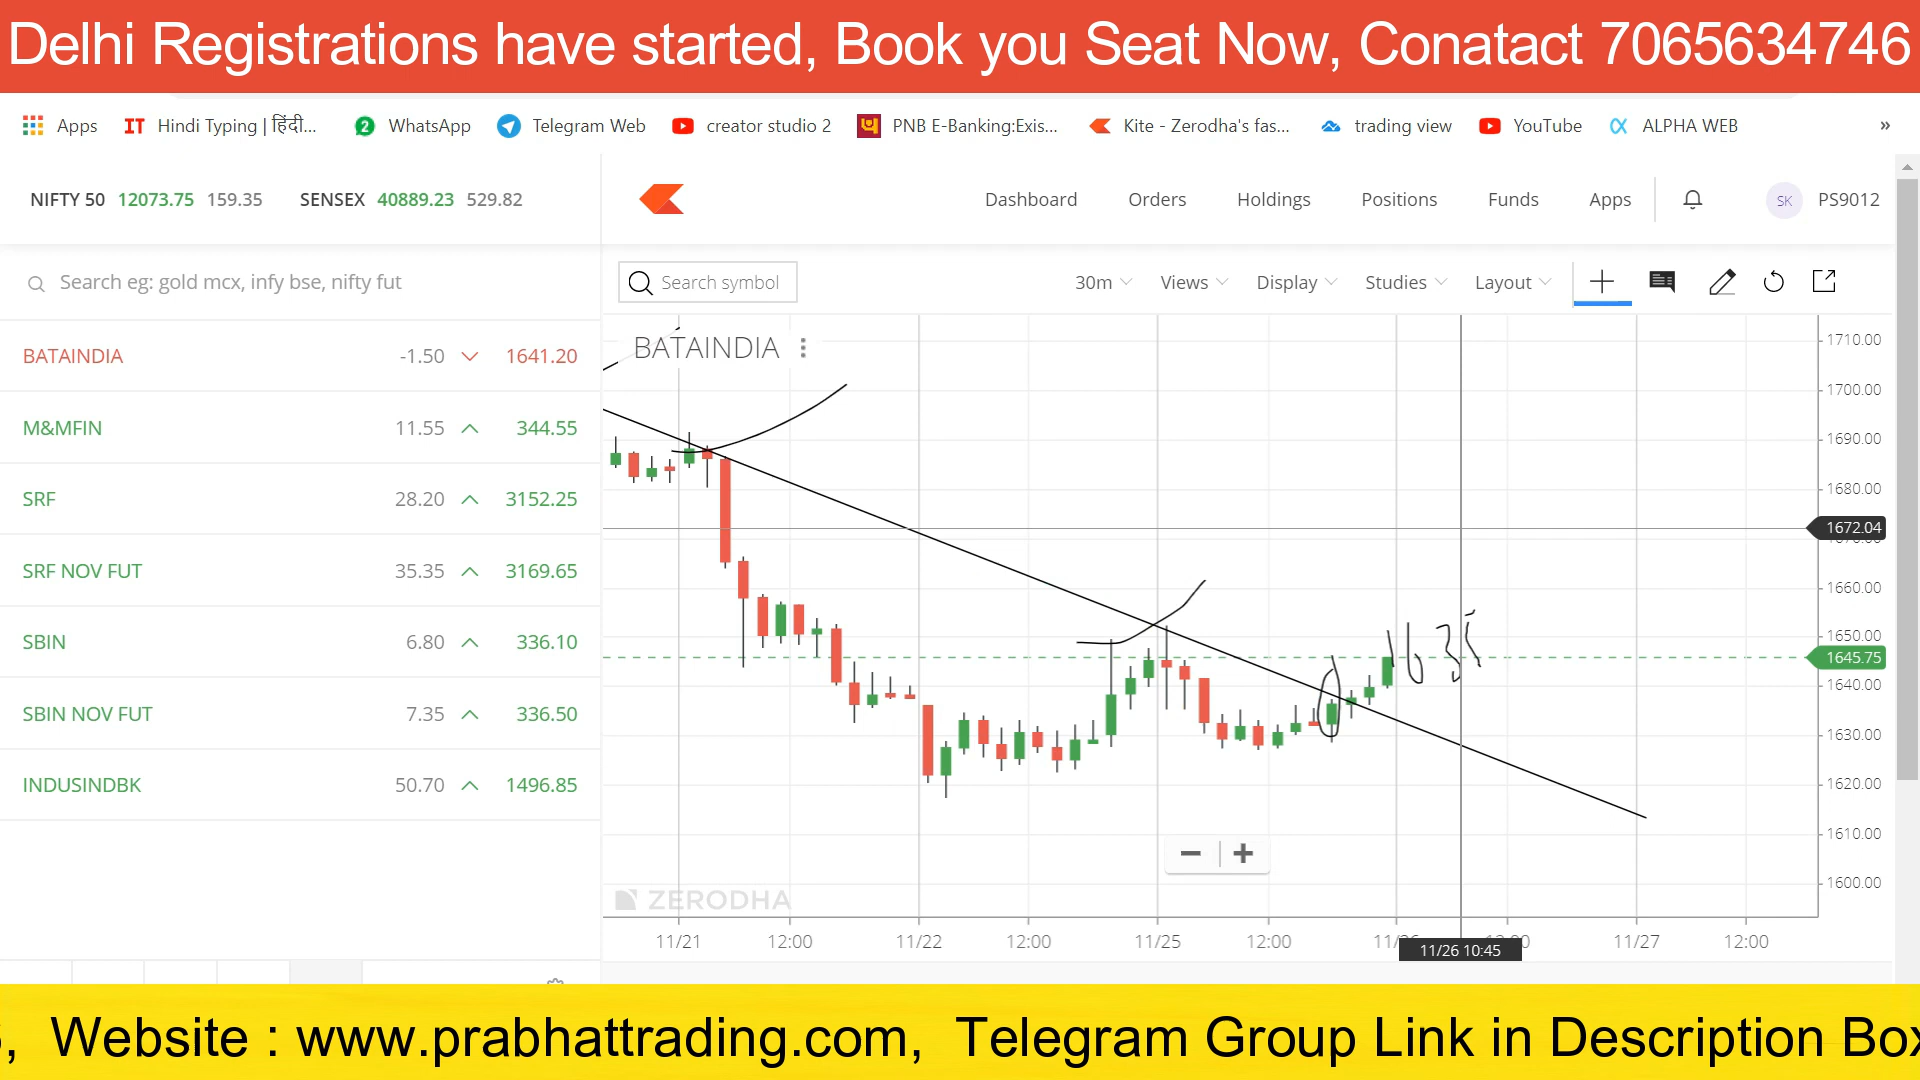 Delhi Registrations have started, Book you Seat Now, Conatact 7065634746
Apps Hindi Typing | हिंदी... WhatsApp Telegram Web creator studio 2 PNB E-Banking:Exis... Kite - Zerodha's fas... trading view YouTube ALPHA WEB »
NIFTY 50 12073.75 159.35 SENSEX 40889.23 529.82
Dashboard Orders Holdings Positions Funds Apps SK PS9012
Search eg: gold mcx, infy bse, nifty fut
Search symbol 30m Views Display Studies Layout
BATAINDIA -1.50 1641.20
M&MFIN 11.55 344.55
SRF 28.20 3152.25
SRF NOV FUT 35.35 3169.65
SBIN 6.80 336.10
SBIN NOV FUT 7.35 336.50
INDUSINDBK 50.70 1496.85
BATAINDIA
1710.00
1700.00
1690.00
1680.00
1672.04
1670.00
1660.00
1650.00
1645.75
1640.00
1630.00
1620.00
1610.00
1600.00
1635
ZERODHA
11/21 12:00 11/22 12:00 11/25 12:00 11/26 10:45 11/27 12:00
, Website : www.prabhattrading.com, Telegram Group Link in Description Box